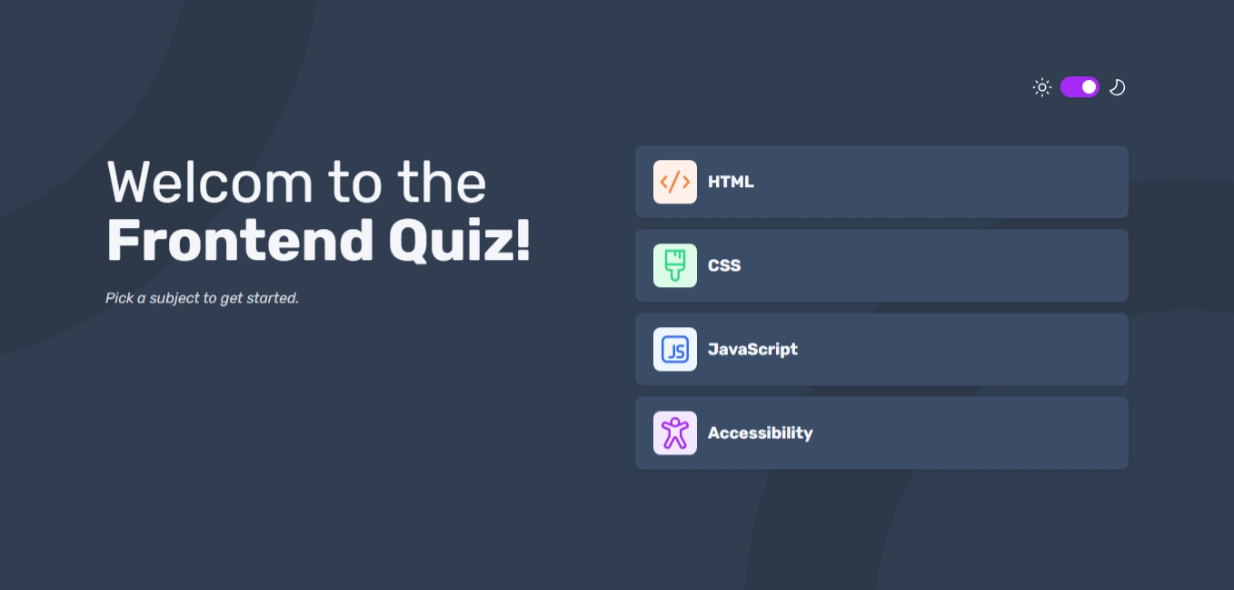 Welcom to the
Frontend Quiz!
Pick a subject to get started.
</> HTML
CSS
JS JavaScript
Accessibility